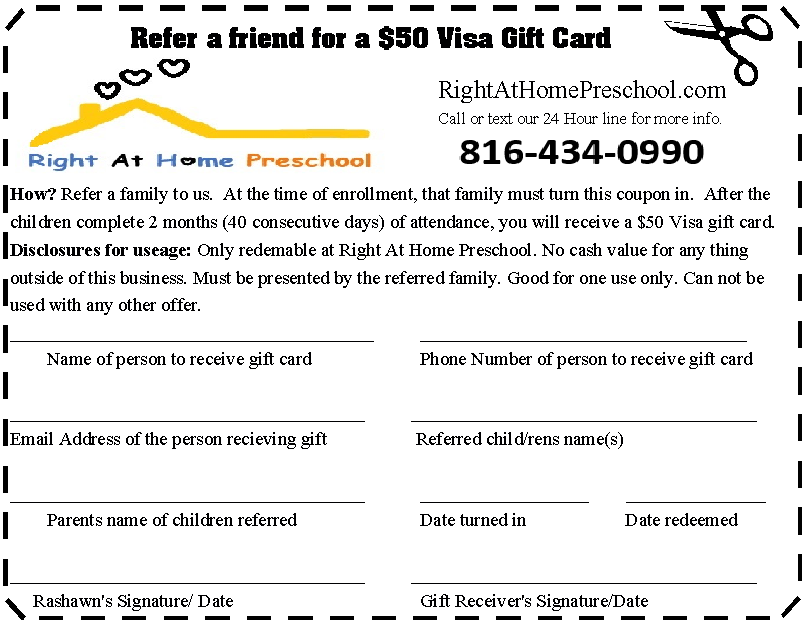 Refer a friend for a $50 Visa Gift Card
RightAtHomePreschool.com
Call or text our 24 Hour line for more info.
816-434-0990
Right At Home Preschool
How? Refer a family to us.  At the time of enrollment, that family must turn this coupon in.  After the
children complete 2 months (40 consecutive days) of attendance, you will receive a $50 Visa gift card.
Disclosures for useage: Only redemable at Right At Home Preschool. No cash value for any thing
outside of this business. Must be presented by the referred family. Good for one use only. Can not be
used with any other offer.
Name of person to receive gift card
Phone Number of person to receive gift card
Email Address of the person recieving gift
Referred child/rens name(s)
Parents name of children referred
Date turned in
Date redeemed
Rashawn's Signature/ Date
Gift Receiver's Signature/Date